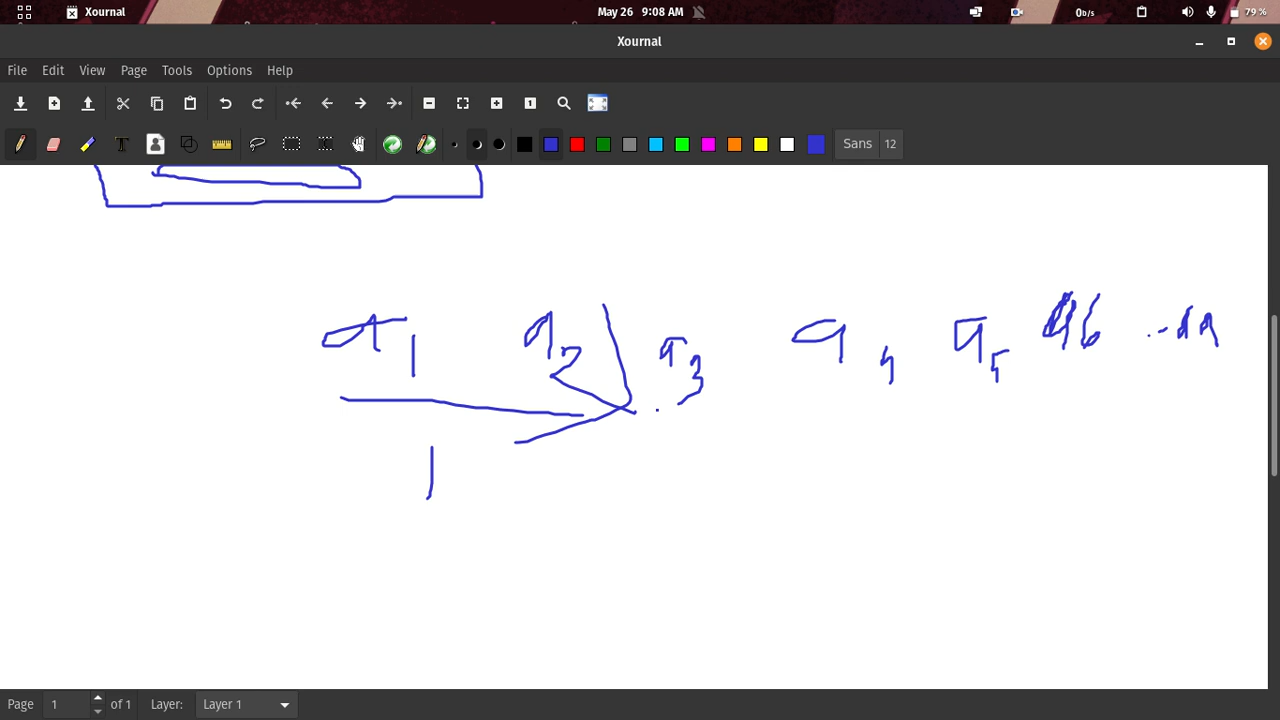 May 26 9:08 AM
Xournal
0b/s
79 %
Xournal
File Edit View Page Tools Options Help
Sans 12
a1 a2 a3 a4 a5 a6
1
Page 1 of 1 Layer: Layer 1